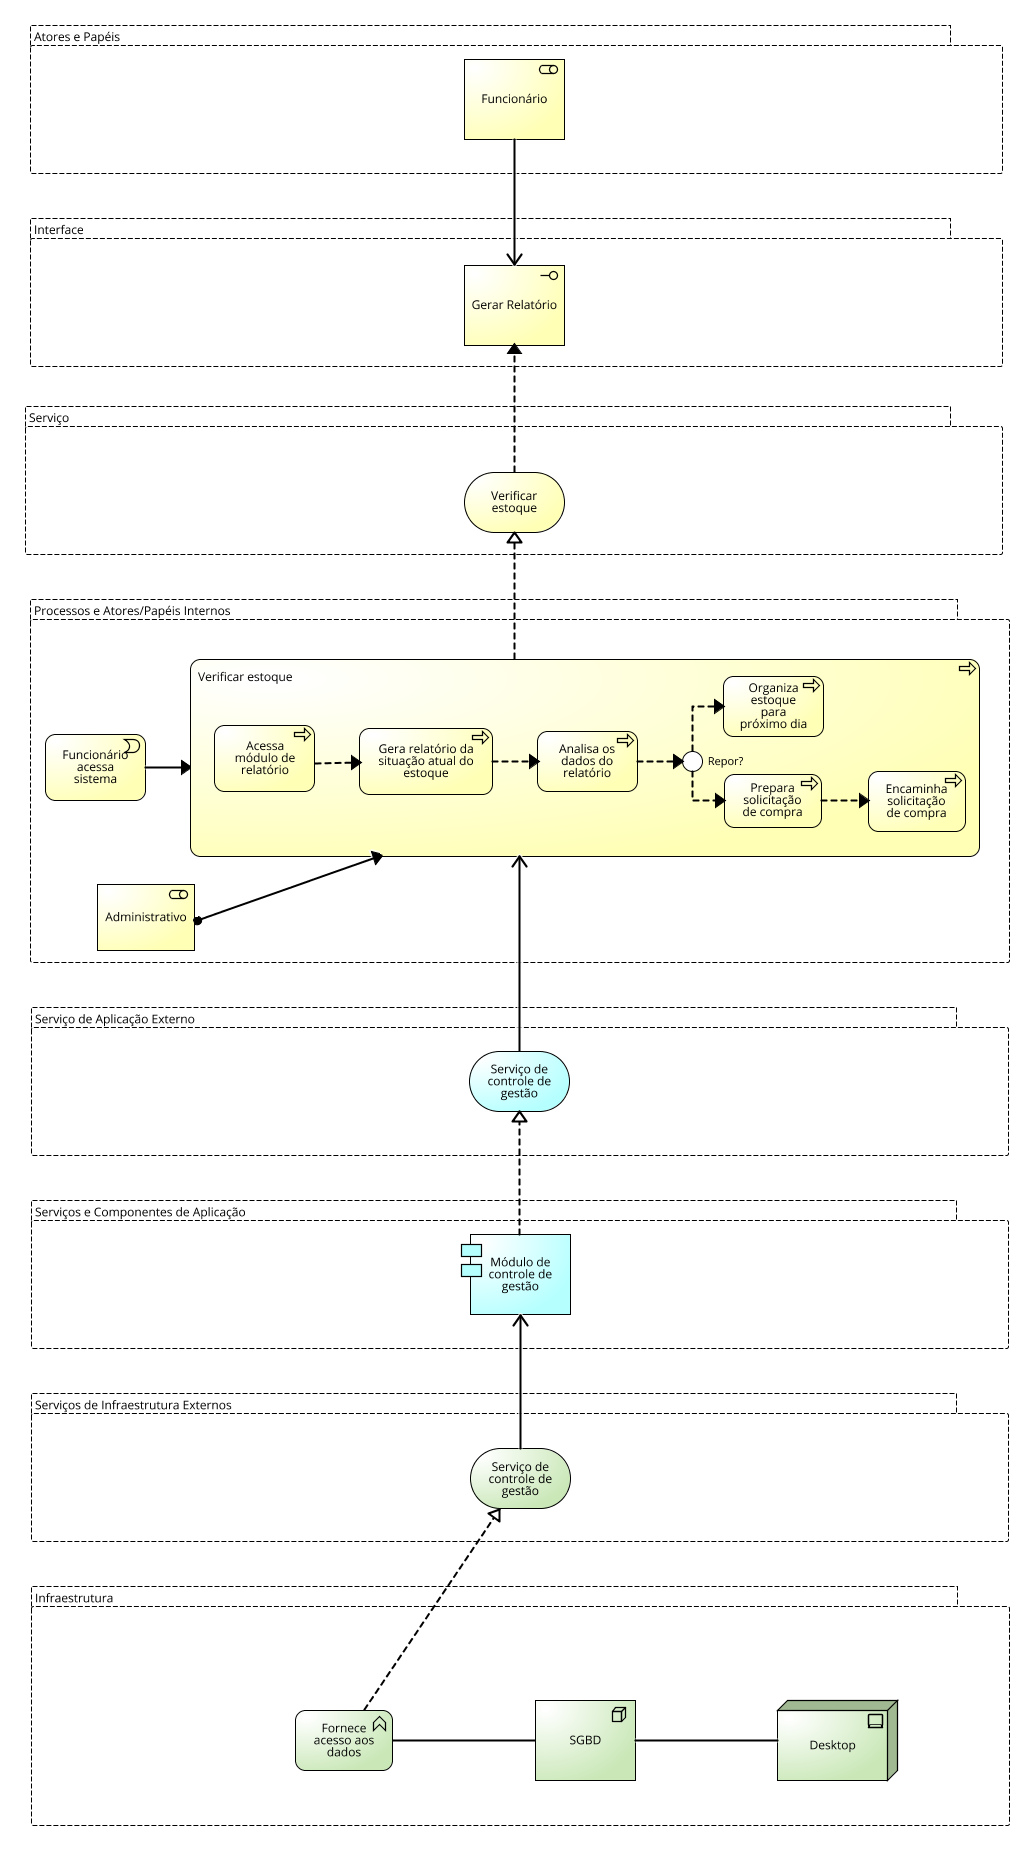 Atores e Papéis
Funcionário
Interface
Gerar Relatório
Serviço
Verificar
estoque
Processos e Atores/Papéis Internos
Verificar estoque
Funcionário
acessa
sistema
Acessa
módulo de
relatório
Gera relatório da
situação atual do
estoque
Analisa os
dados do
relatório
Repor?
Organiza
estoque
para
próximo dia
Prepara
solicitação
de compra
Encaminha
solicitação
de compra
Administrativo
Serviço de Aplicação Externo
Serviço de
controle de
gestão
Serviços e Componentes de Aplicação
Módulo de
controle de
gestão
Serviços de Infraestrutura Externos
Serviço de
controle de
gestão
Infraestrutura
Fornece
acesso aos
dados
SGBD
Desktop